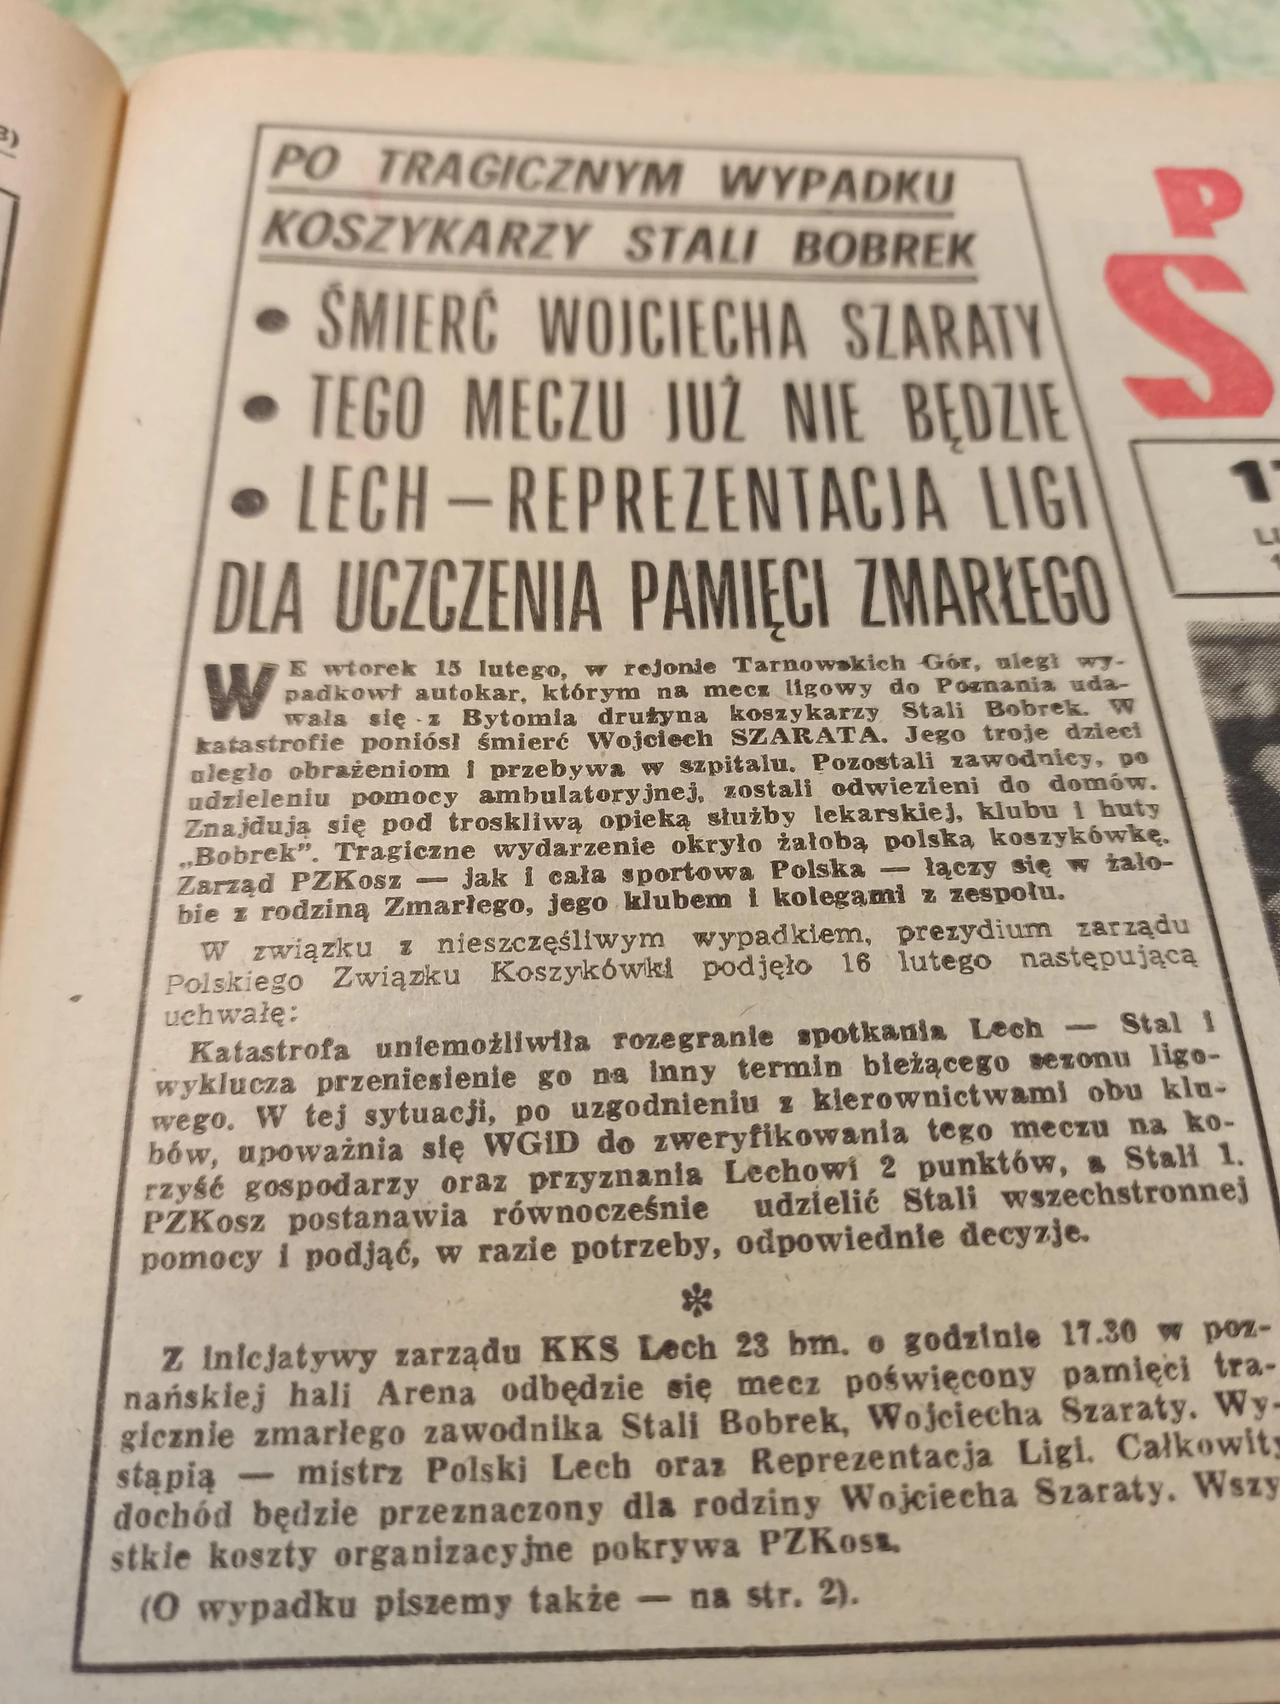 B)
PO TRAGICZNYM WYPADKU
KOSZYKARZY STALI BOBREK
● ŚMIERĆ WOJCIECHA SZARATY
● TEGO MECZU JUŻ NIE BĘDZIE
● LECH — REPREZENTACJA LIGI
DLA UCZCZENIA PAMIĘCI ZMARŁEGO
WE wtorek 15 lutego, w rejonie Tarnowskich Gór, uległ wy-
padkowi autokar, którym na mecz ligowy do Poznania uda-
wała się z Bytomia drużyna koszykarzy Stali Bobrek. W
katastrofie poniósł śmierć Wojciech SZARATA. Jego troje dzieci
uległo obrażeniom i przebywa w szpitalu. Pozostali zawodnicy, po
udzieleniu pomocy ambulatoryjnej, zostali odwiezieni do domów.
Znajdują się pod troskliwą opieką służby lekarskiej, klubu i huty
„Bobrek”. Tragiczne wydarzenie okryło żałobą polską koszykówkę.
Zarząd PZKosz — jak i cała sportowa Polska — łączy się w żało-
bie z rodziną Zmarłego, jego klubem i kolegami z zespołu.
W związku z nieszczęśliwym wypadkiem, prezydium zarządu
Polskiego Związku Koszykówki podjęło 16 lutego następującą
uchwałę:
Katastrofa uniemożliwiła rozegranie spotkania Lech — Stal i
wyklucza przeniesienie go na inny termin bieżącego sezonu ligo-
wego. W tej sytuacji, po uzgodnieniu z kierownictwami obu klu-
bów, upoważnia się WGiD do zweryfikowania tego meczu na ko-
rzyść gospodarzy oraz przyznania Lechowi 2 punktów, a Stali 1.
PZKosz postanawia równocześnie udzielić Stali wszechstronnej
pomocy i podjąć, w razie potrzeby, odpowiednie decyzje.
*
Z inicjatywy zarządu KKS Lech 23 bm. o godzinie 17.30 w poz-
nańskiej hali Arena odbędzie się mecz poświęcony pamięci tra-
gicznie zmarłego zawodnika Stali Bobrek, Wojciecha Szaraty. Wy-
stąpią — mistrz Polski Lech oraz Reprezentacja Ligi. Całkowity
dochód będzie przeznaczony dla rodziny Wojciecha Szaraty. Wszy
stkie koszty organizacyjne pokrywa PZKosz.
(O wypadku piszemy także — na str. 2).
P
Ś